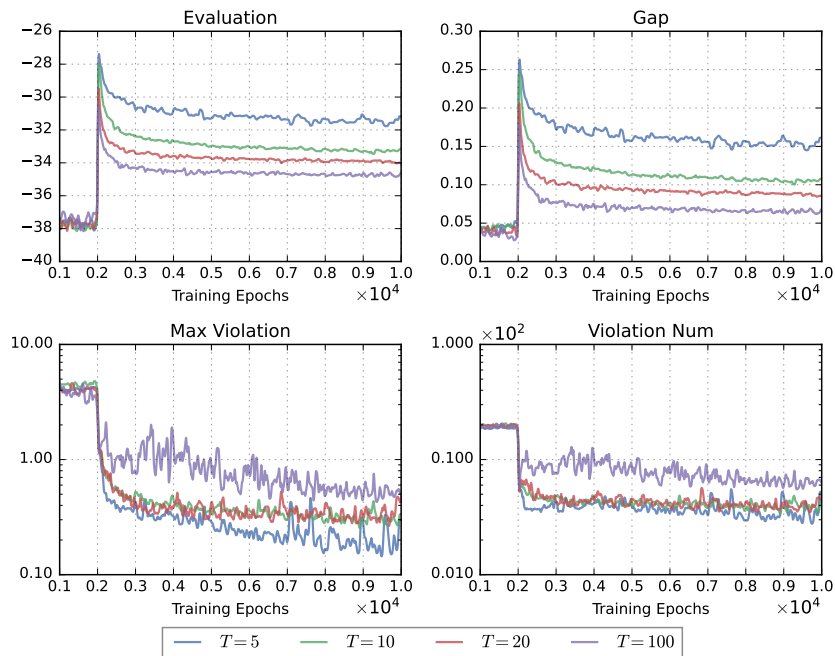 Evaluation
−26
−28
−30
−32
−34
−36
−38
−40
0.1 0.2 0.3 0.4 0.5 0.6 0.7 0.8 0.9 1.0
Training Epochs ×10^4
Gap
0.30
0.25
0.20
0.15
0.10
0.05
0.00
0.1 0.2 0.3 0.4 0.5 0.6 0.7 0.8 0.9 1.0
Training Epochs ×10^4
Max Violation
10.00
1.00
0.10
0.1 0.2 0.3 0.4 0.5 0.6 0.7 0.8 0.9 1.0
Training Epochs ×10^4
Violation Num
×10^2
1.000
0.100
0.010
0.1 0.2 0.3 0.4 0.5 0.6 0.7 0.8 0.9 1.0
Training Epochs ×10^4
T = 5 T = 10 T = 20 T = 100